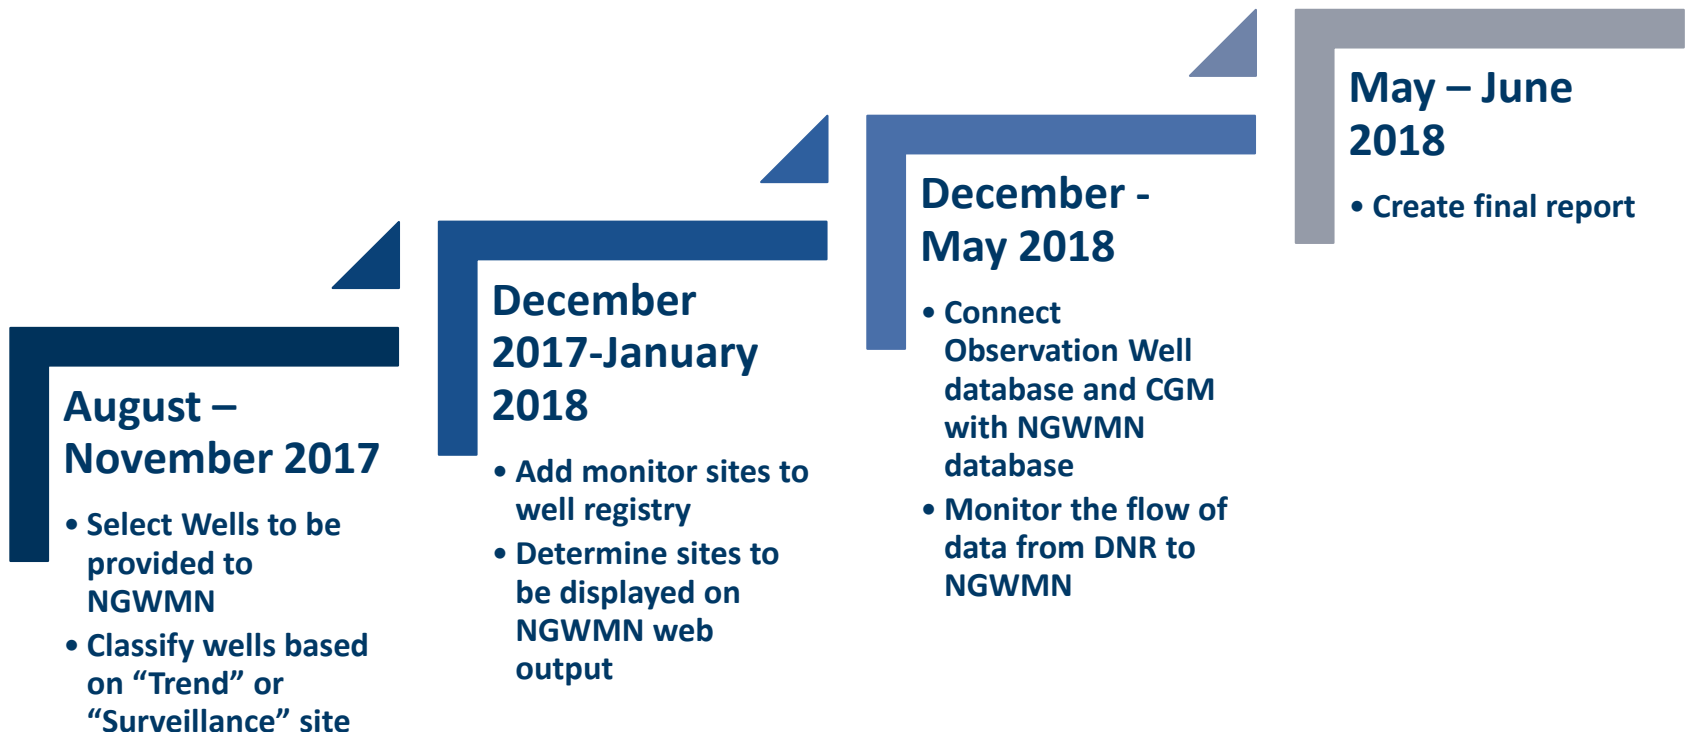 August –
November 2017
• Select Wells to be
provided to
NGWMN
• Classify wells based
on “Trend” or
“Surveillance” site
December
2017-January
2018
• Add monitor sites to
well registry
• Determine sites to
be displayed on
NGWMN web
output
December -
May 2018
• Connect
Observation Well
database and CGM
with NGWMN
database
• Monitor the flow of
data from DNR to
NGWMN
May – June
2018
• Create final report